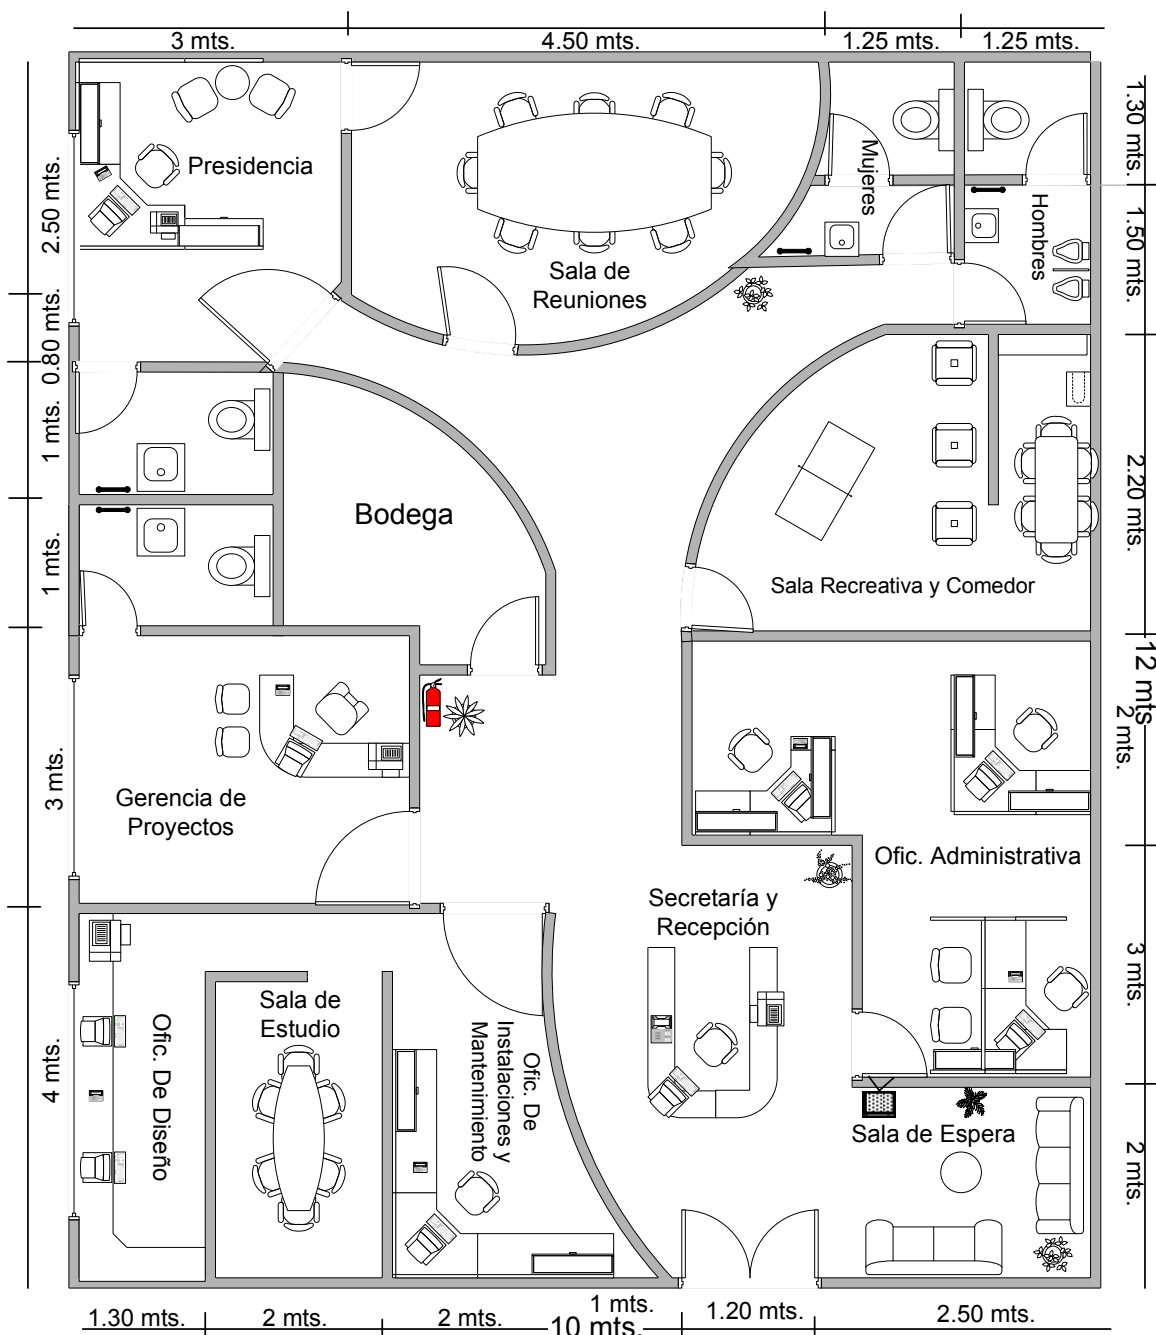 3 mts.
4.50 mts.
1.25 mts.
1.25 mts.
1.30 mts.
1.50 mts.
2.20 mts.
12 mts
2 mts.
3 mts.
2 mts.
2.50 mts.
0.80 mts.
1 mts.
1 mts.
3 mts.
4 mts.
Presidencia
Sala de
Reuniones
Mujeres
Hombres
Bodega
Sala Recreativa y Comedor
Gerencia de
Proyectos
Ofic. Administrativa
Secretaría y
Recepción
Sala de
Estudio
Ofic. De Diseño
Ofic. De
Instalaciones y
Mantenimiento
Sala de Espera
1.30 mts.
2 mts.
2 mts.
1 mts.
10 mts.
1.20 mts.
2.50 mts.